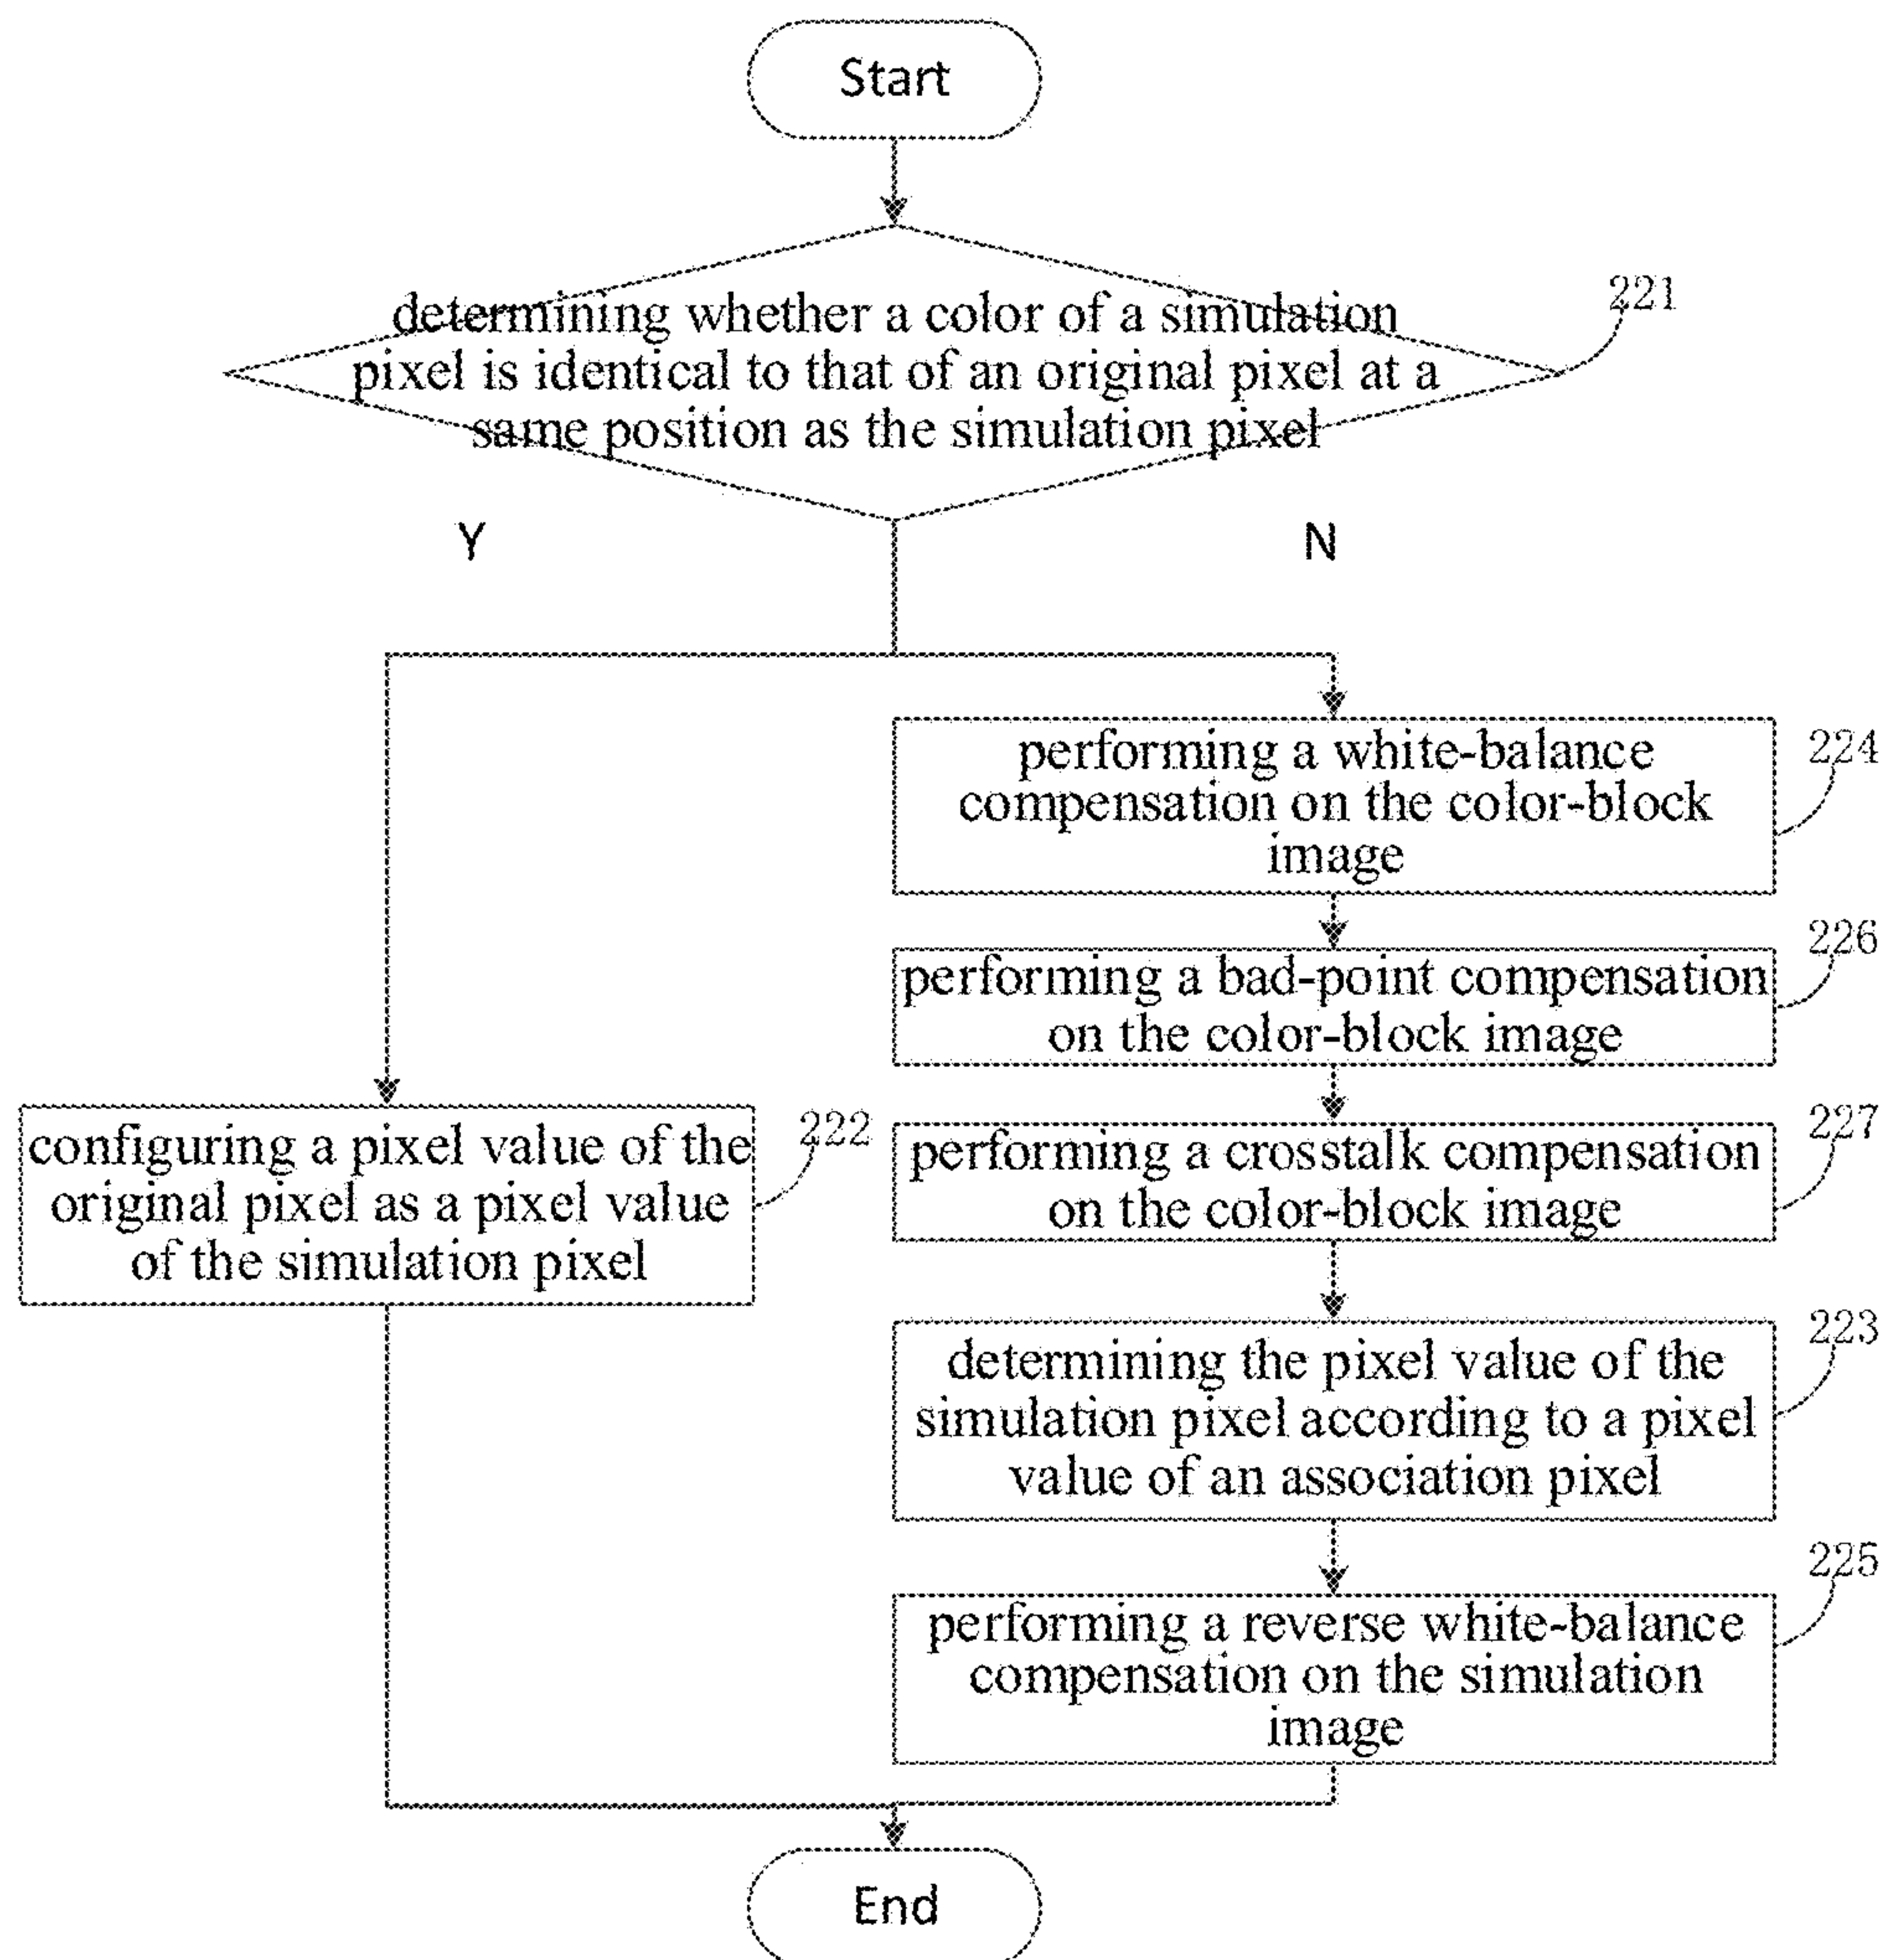 Start
determining whether a color of a simulation
pixel is identical to that of an original pixel at a
same position as the simulation pixel
221
Y
N
performing a white-balance
compensation on the color-block
image
224
performing a bad-point compensation
on the color-block image
226
configuring a pixel value of the
original pixel as a pixel value
of the simulation pixel
222
performing a crosstalk compensation
on the color-block image
227
determining the pixel value of the
simulation pixel according to a pixel
value of an association pixel
223
performing a reverse white-balance
compensation on the simulation
image
225
End